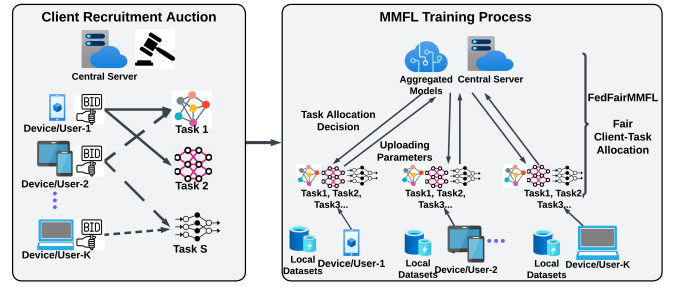 Client Recruitment Auction
Central Server
BID
Device/User-1
Task 1
BID
Device/User-2
Task 2
BID
Device/User-K
Task S
MMFL Training Process
Aggregated
Models
Central Server
Task Allocation
Decision
Uploading
Parameters
FedFairMMFL
Fair
Client-Task
Allocation
Task1, Task2,
Task3...
Task1, Task2,
Task3...
Task1, Task2,
Task3...
Local
Datasets
Device/User-1
Local
Datasets
Device/User-2
Local
Datasets
Device/User-K